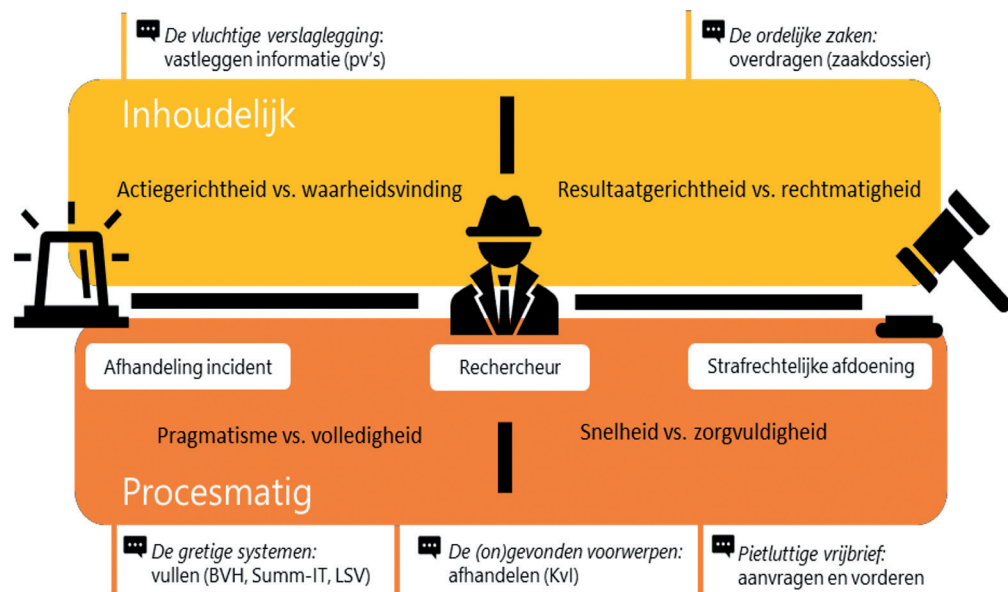 De vluchtige verslaglegging:
vastleggen informatie (pv's)
De ordelijke zaken:
overdragen (zaakdossier)
Inhoudelijk
Actiegerichtheid vs. waarheidsvinding
Resultaatgerichtheid vs. rechtmatigheid
Afhandeling incident
Rechercheur
Strafrechtelijke afdoening
Pragmatisme vs. volledigheid
Snelheid vs. zorgvuldigheid
Procesmatig
De gretige systemen:
vullen (BVH, Summ-IT, LSV)
De (on)gevonden voorwerpen:
afhandelen (KvI)
Pietluttige vrijbrief:
aanvragen en vorderen